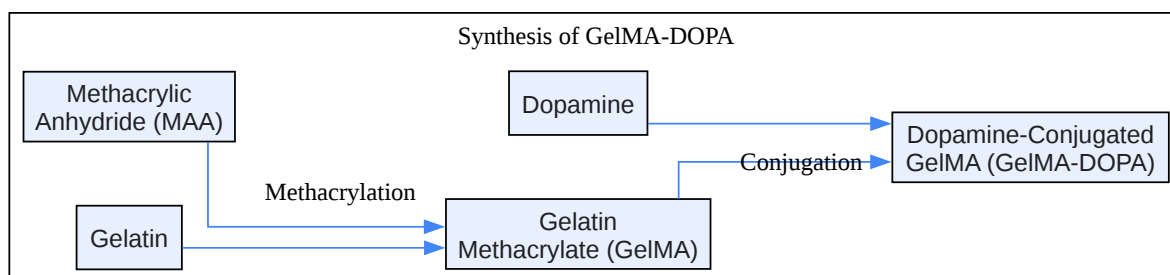 Synthesis of GelMA-DOPA
Methacrylic
Anhydride (MAA)
Dopamine
Dopamine-Conjugated
GelMA (GelMA-DOPA)
Conjugation
Methacrylation
Gelatin
Gelatin
Methacrylate (GelMA)